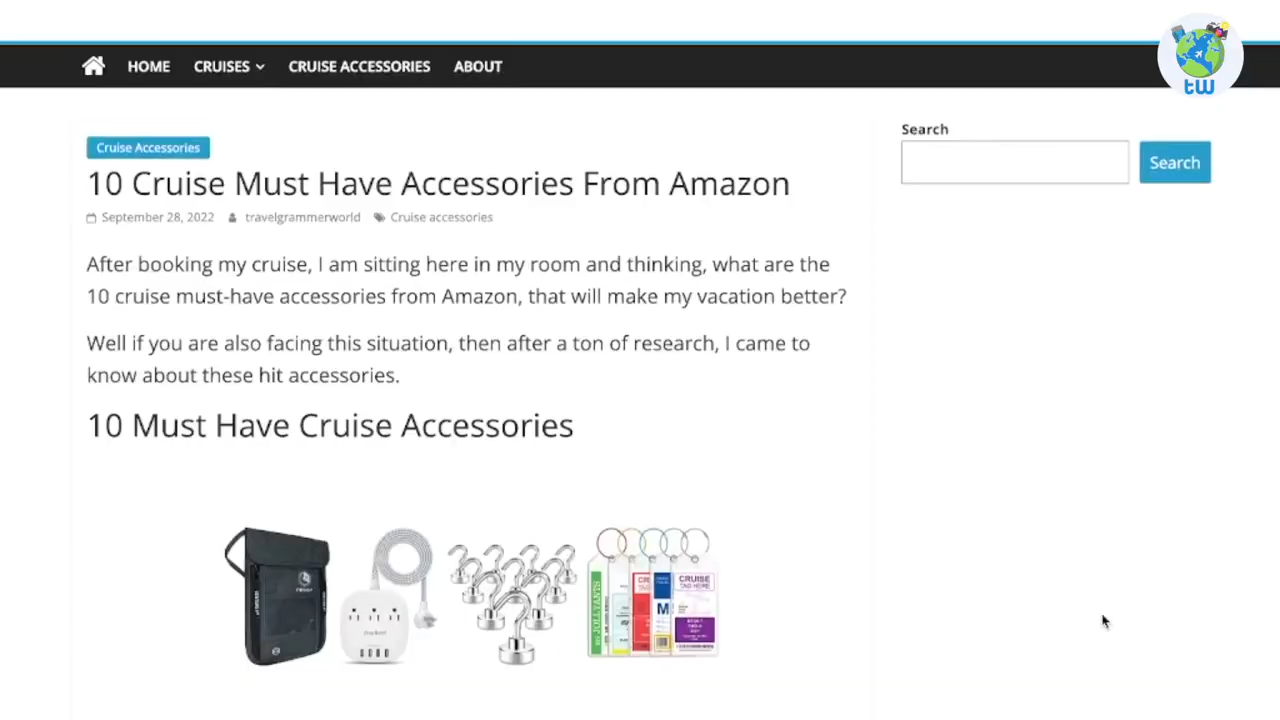 HOME
CRUISES
CRUISE ACCESSORIES
ABOUT
tw
Cruise Accessories
10 Cruise Must Have Accessories From Amazon
September 28, 2022
travelgrammerworld
Cruise accessories
After booking my cruise, I am sitting here in my room and thinking, what are the
10 cruise must-have accessories from Amazon, that will make my vacation better?
Well if you are also facing this situation, then after a ton of research, I came to
know about these hit accessories.
10 Must Have Cruise Accessories
CRUISE
TAG HERE
Search
Search